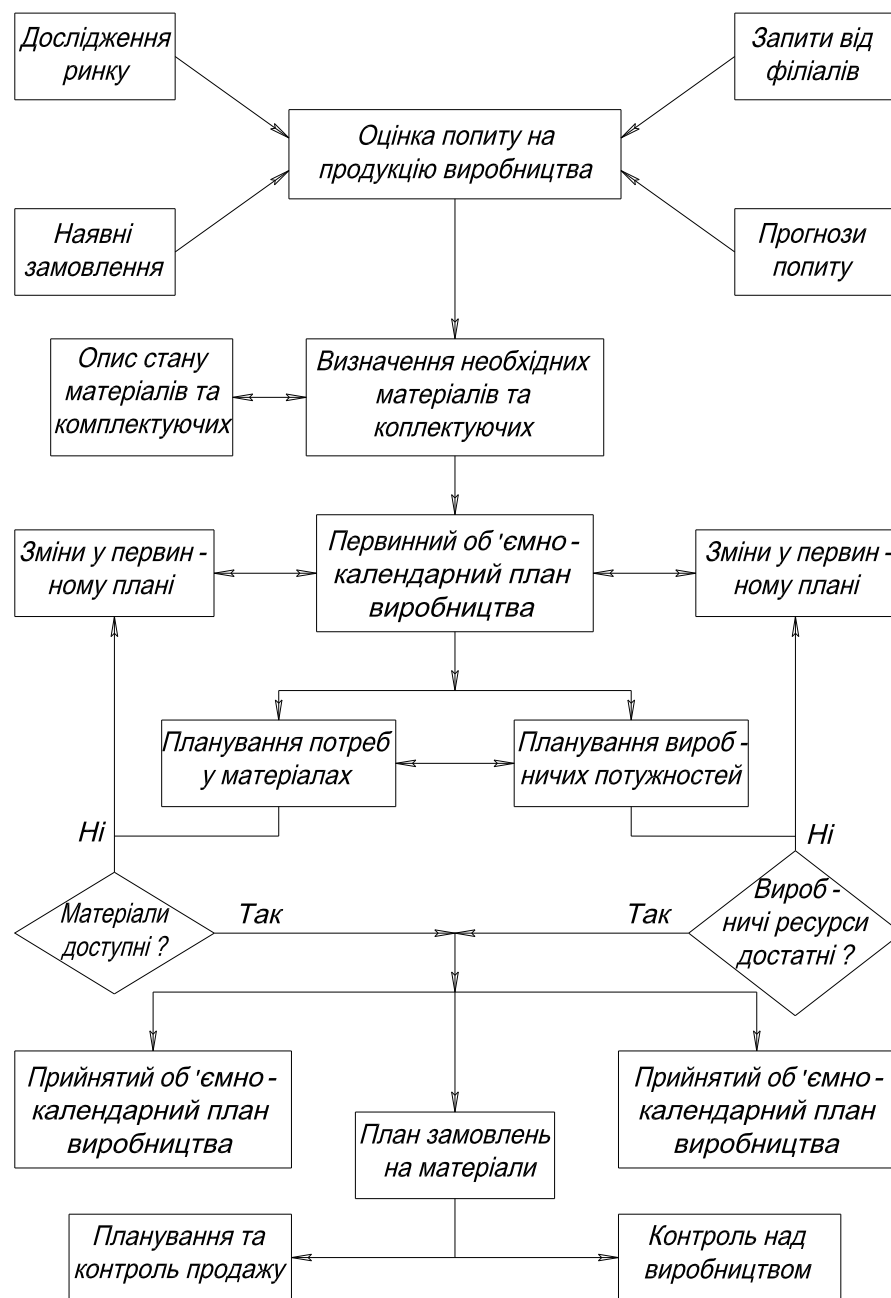 Дослідження
ринку
Запити від
філіалів
Оцінка попиту на
продукцію виробництва
Наявні
замовлення
Прогнози
попиту
Опис стану
матеріалів та
комплектуючих
Визначення необхідних
матеріалів та
коплектуючих
Зміни у первин -
ному плані
Первинний об 'ємно -
календарний план
виробництва
Зміни у первин -
ному плані
Планування потреб
у матеріалах
Планування вироб -
ничих потужностей
Ні
Ні
Матеріали
доступні ?
Так
Так
Вироб -
ничі ресурси
достатні ?
Прийнятий об 'ємно -
календарний план
виробництва
План замовлень
на матеріали
Прийнятий об 'ємно -
календарний план
виробництва
Планування та
контроль продажу
Контроль над
виробництвом